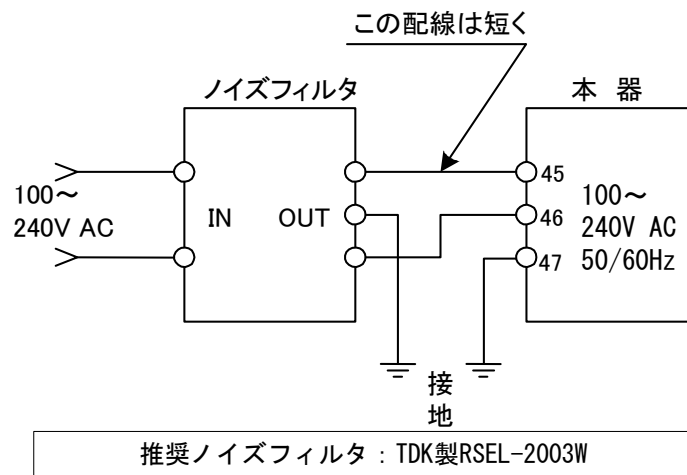 この配線は短く
ノイズフィルタ
本 器
100～
240V AC
IN
OUT
45
46
47
100～
240V AC
50/60Hz
接
地
推奨ノイズフィルタ：TDK製RSEL-2003W